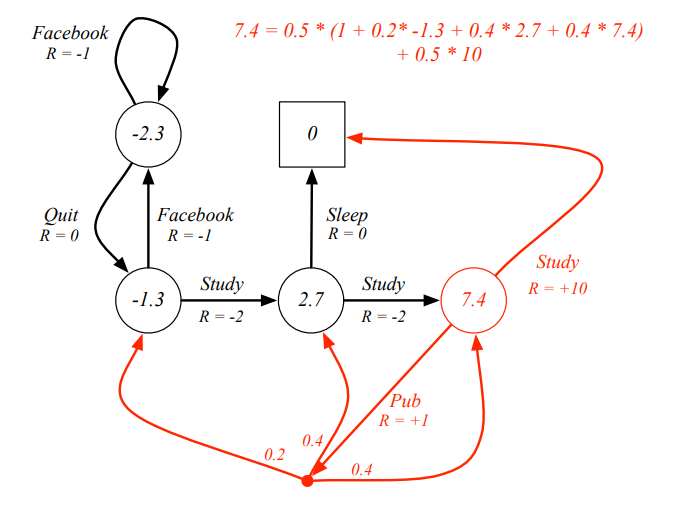 Facebook
R = -1
7.4 = 0.5 * (1 + 0.2* -1.3 + 0.4 * 2.7 + 0.4 * 7.4)
+ 0.5 * 10
-2.3
0
Quit
R = 0
Facebook
R = -1
Sleep
R = 0
Study
R = +10
-1.3
Study
R = -2
2.7
Study
R = -2
7.4
Pub
R = +1
0.2
0.4
0.4